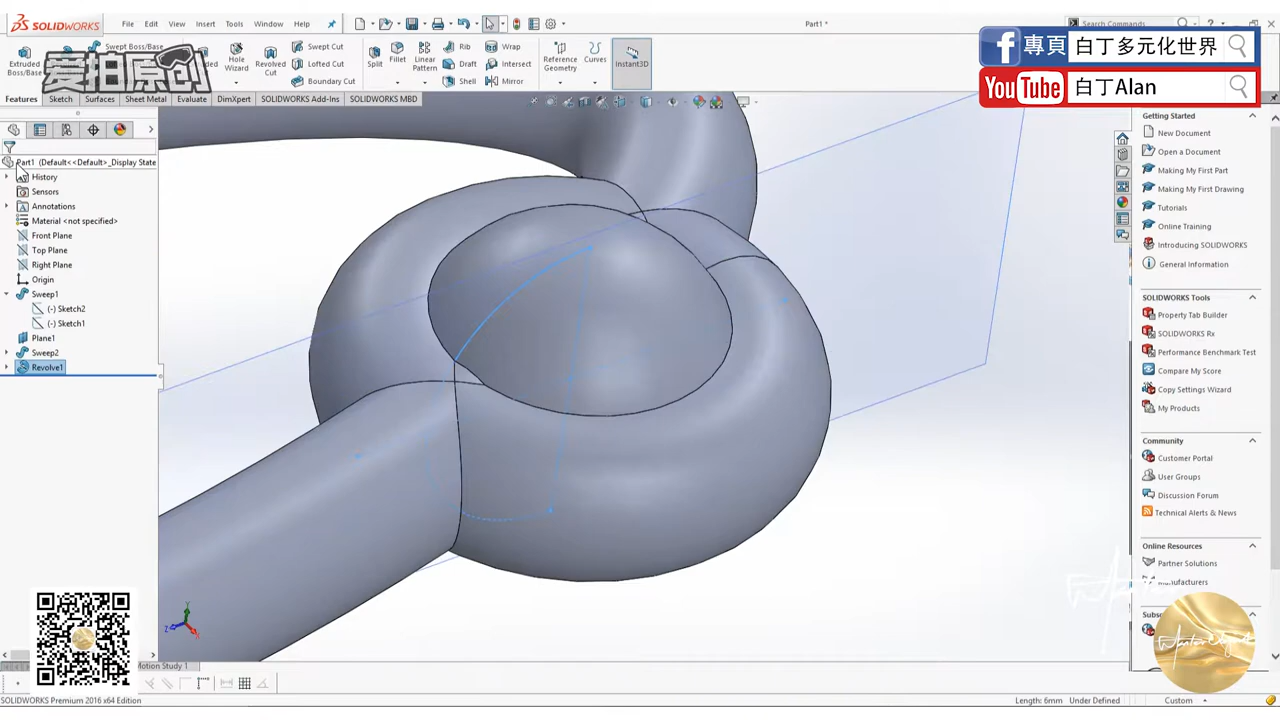 SOLIDWORKS
File Edit View Insert Tools Window Help
Part1 *
Search Commands
專頁 白丁多元化世界
YouTube 白丁Alan
爱拍原创
Extruded Boss/Base
Swept Boss/Base
Hole Wizard
Revolved Cut
Swept Cut
Lofted Cut
Boundary Cut
Split
Fillet
Linear Pattern
Rib
Draft
Shell
Wrap
Intersect
Mirror
Reference Geometry
Curves
Instant3D
Features Sketch Surfaces Sheet Metal Evaluate DimXpert SOLIDWORKS Add-Ins SOLIDWORKS MBD
Part1 (Default<<Default>_Display State
History
Sensors
Annotations
Material <not specified>
Front Plane
Top Plane
Right Plane
Origin
Sweep1
(-) Sketch2
(-) Sketch1
Plane1
Sweep2
Revolve1
Getting Started
New Document
Open a Document
Making My First Part
Making My First Drawing
Tutorials
Online Training
Introducing SOLIDWORKS
General Information
SOLIDWORKS Tools
Property Tab Builder
SOLIDWORKS Rx
Performance Benchmark Test
Compare My Score
Copy Settings Wizard
My Products
Community
Customer Portal
User Groups
Discussion Forum
Technical Alerts & News
Online Resources
Partner Solutions
Manufacturers
Y
Z
X
Motion Study 1
SOLIDWORKS Premium 2016 x64 Edition
Length: 6mm Under Defined Custom